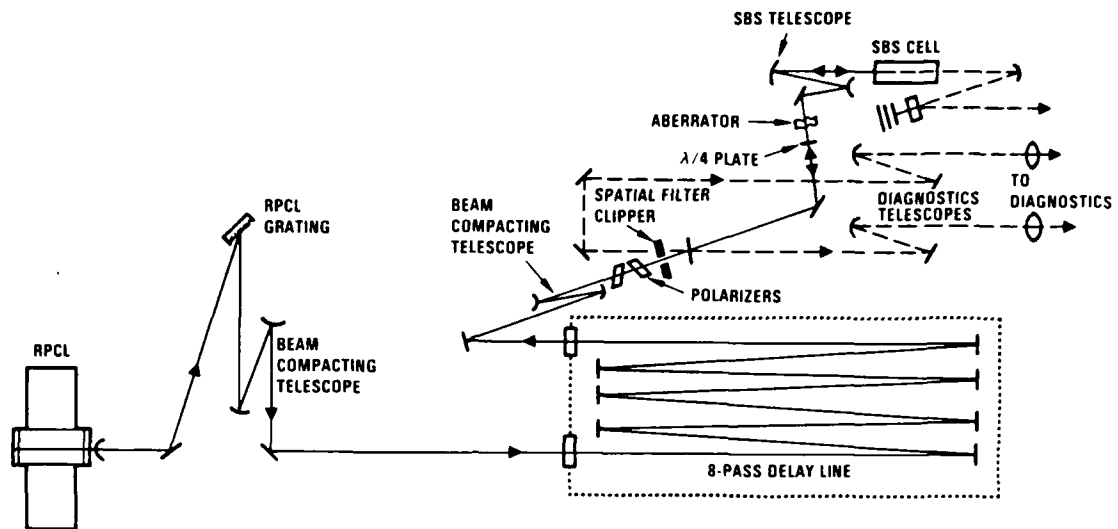 SBS TELESCOPE
SBS CELL
ABERRATOR
λ/4 PLATE
SPATIAL FILTER
CLIPPER
TO
DIAGNOSTICS
DIAGNOSTICS
TELESCOPES
RPCL
GRATING
BEAM
COMPACTING
TELESCOPE
POLARIZERS
RPCL
BEAM
COMPACTING
TELESCOPE
8-PASS DELAY LINE